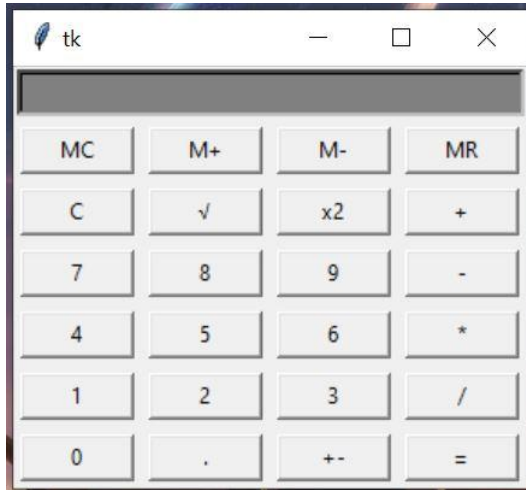 tk
MC M+ M- MR
C √ x2 +
7 8 9 -
4 5 6 *
1 2 3 /
0 . +- =